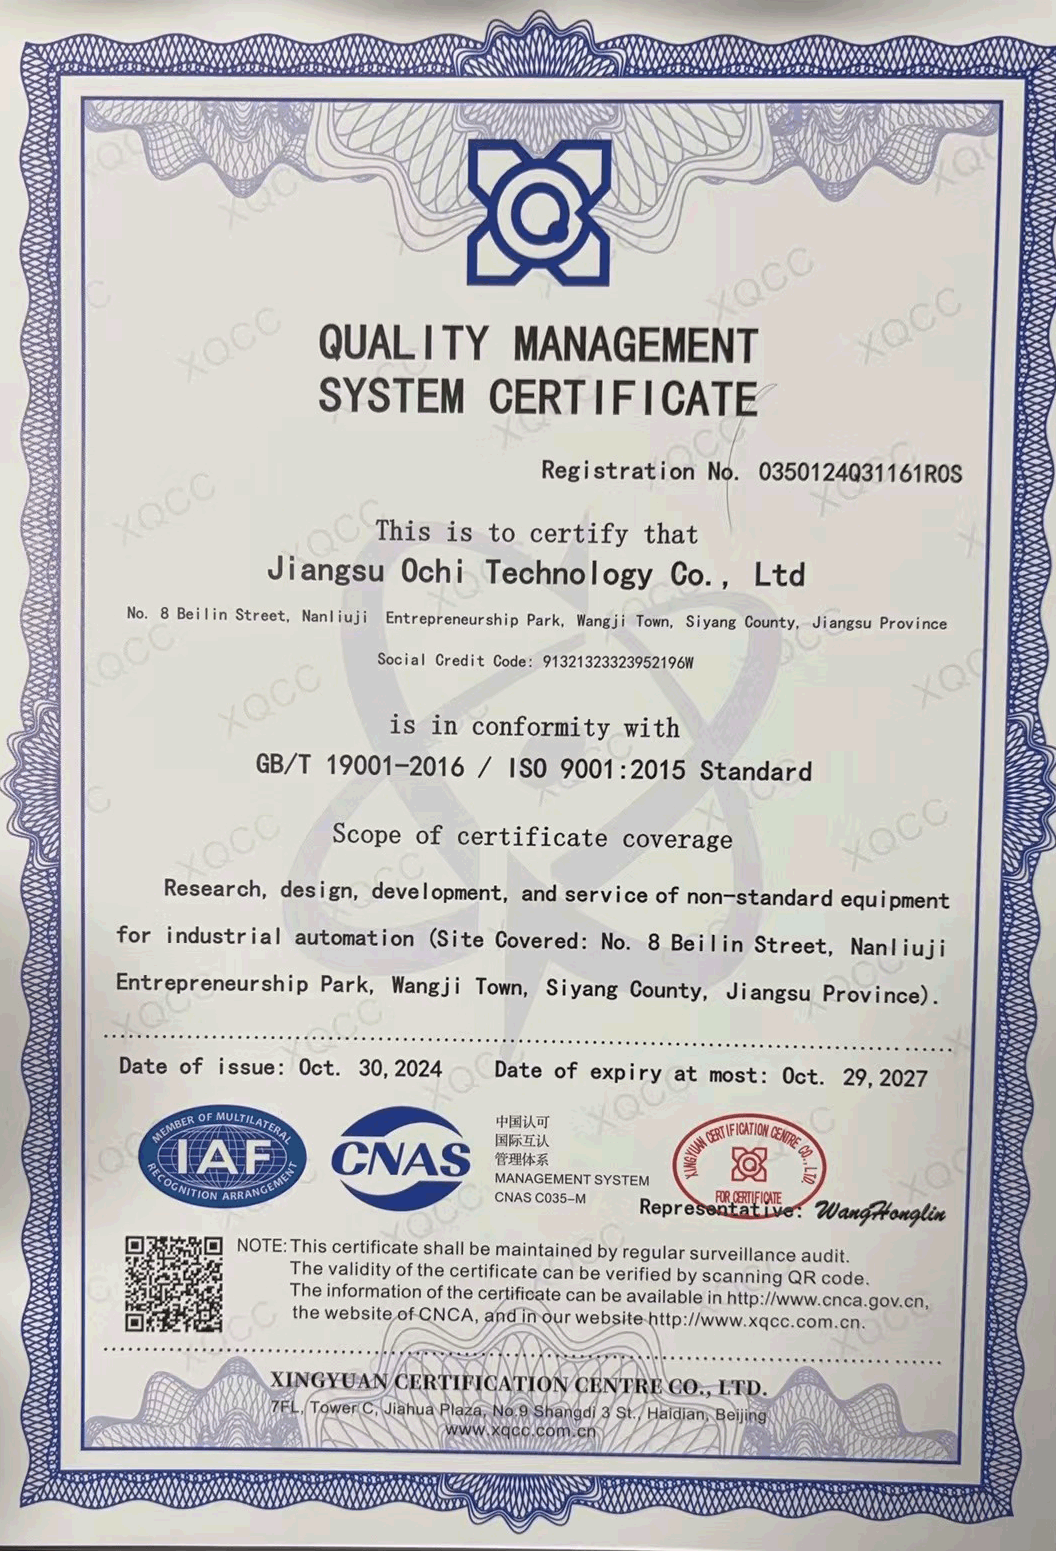 QUALITY MANAGEMENT
SYSTEM CERTIFICATE
Registration No. 0350124Q31161R0S
This is to certify that
Jiangsu Ochi Technology Co., Ltd
No. 8 Beilin Street, Nanliuji Entrepreneurship Park, Wangji Town, Siyang County, Jiangsu Province
Social Credit Code: 91321323323952196W
is in conformity with
GB/T 19001-2016 / ISO 9001:2015 Standard
Scope of certificate coverage
Research, design, development, and service of non-standard equipment
for industrial automation (Site Covered: No. 8 Beilin Street, Nanliuji
Entrepreneurship Park, Wangji Town, Siyang County, Jiangsu Province).
Date of issue: Oct. 30,2024 Date of expiry at most: Oct. 29,2027
MEMBER OF MULTILATERAL
IAF
RECOGNITION ARRANGEMENT
CNAS
中国认可
国际互认
管理体系
MANAGEMENT SYSTEM
CNAS C035-M
XINGYUAN CERTIFICATION CENTRE CO., LTD.
FOR CERTIFICATE
Representative: WangHonglin
NOTE: This certificate shall be maintained by regular surveillance audit.
The validity of the certificate can be verified by scanning QR code.
The information of the certificate can be available in http://www.cnca.gov.cn,
the website of CNCA, and in our website http://www.xqcc.com.cn.
XINGYUAN CERTIFICATION CENTRE CO., LTD.
7FL, Tower C, Jiahua Plaza, No.9 Shangdi 3 St., Haidian, Beijing
www.xqcc.com.cn
XQCC